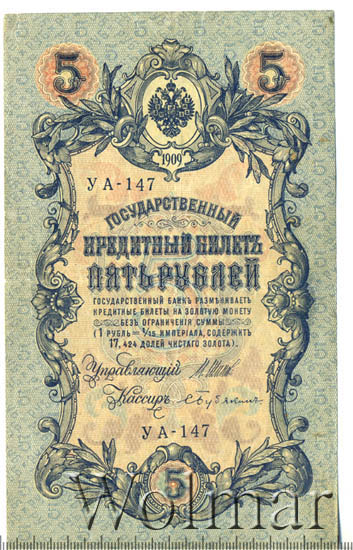 5 5
1909
УА-147
ГОСУДАРСТВЕННЫЙ
КРЕДИТНЫЙ БИЛЕТЪ
ПЯТЬ РУБЛЕЙ
ГОСУДАРСТВЕННЫЙ БАНКЪ РАЗМѢНИВАЕТЪ
КРЕДИТНЫЕ БИЛЕТЫ НА ЗОЛОТУЮ МОНЕТУ
БЕЗЪ ОГРАНИЧЕНІЯ СУММЫ
(1 РУБЛЬ = 1/15 ИМПЕРІАЛА, СОДЕРЖИТЪ
17,424 ДОЛЕЙ ЧИСТАГО ЗОЛОТА).
Управляющій
Кассиръ
УА-147
5
Wolmar